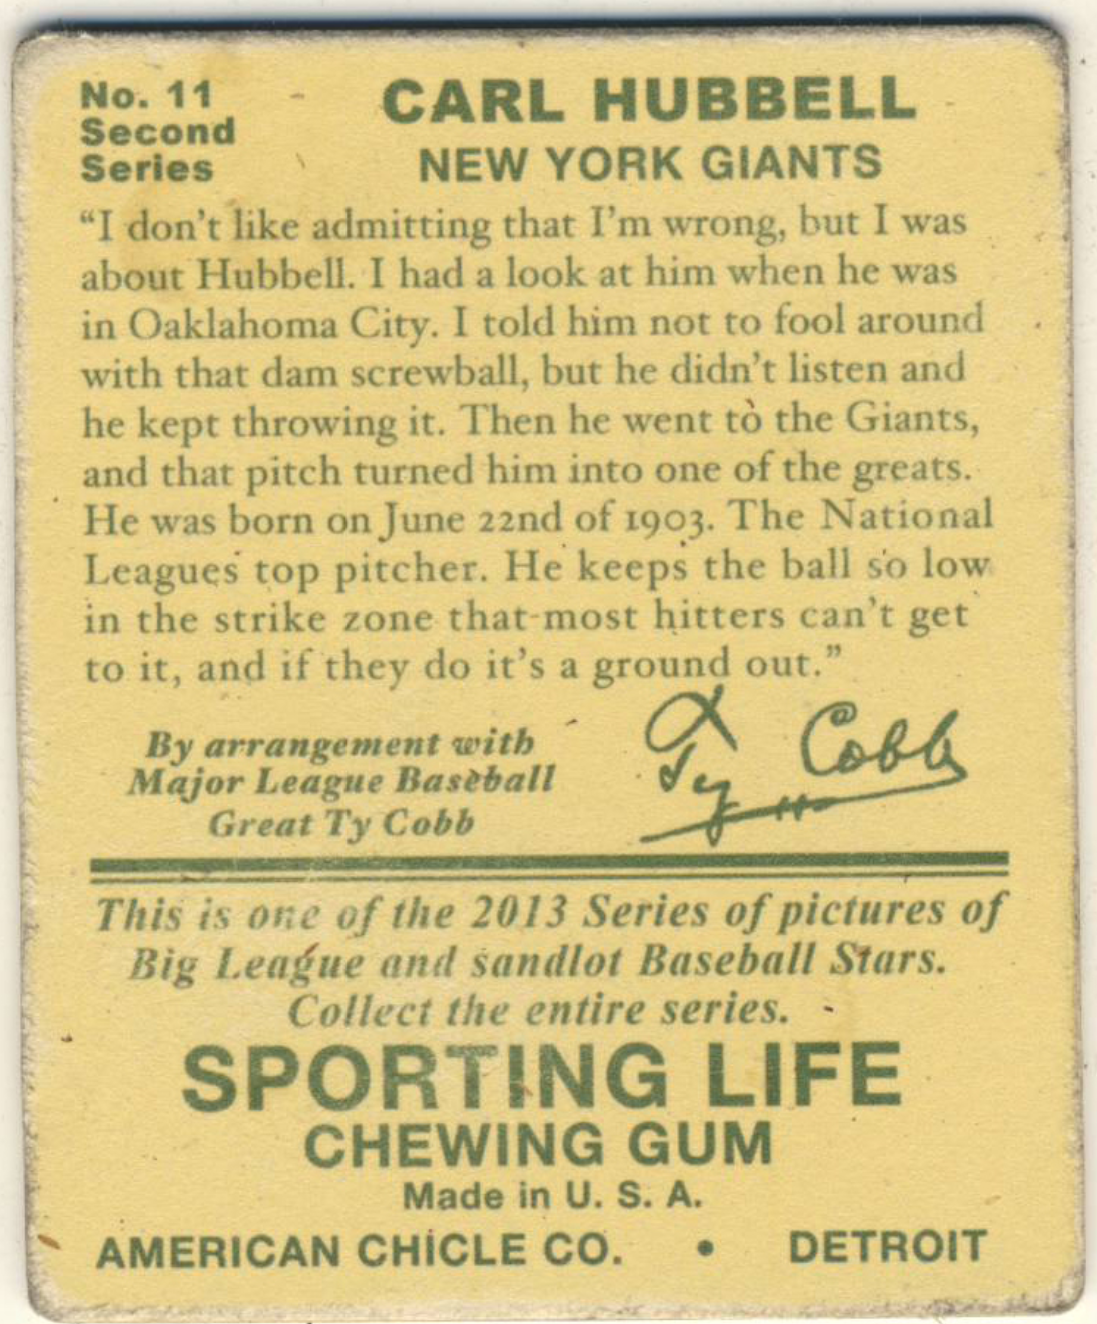 No. 11
Second
Series
CARL HUBBELL
NEW YORK GIANTS
“I don’t like admitting that I’m wrong, but I was
about Hubbell. I had a look at him when he was
in Oaklahoma City. I told him not to fool around
with that dam screwball, but he didn’t listen and
he kept throwing it. Then he went to the Giants,
and that pitch turned him into one of the greats.
He was born on June 22nd of 1903. The National
Leagues top pitcher. He keeps the ball so low
in the strike zone that most hitters can’t get
to it, and if they do it’s a ground out.”
By arrangement with
Major League Baseball
Great Ty Cobb
Ty Cobb
This is one of the 2013 Series of pictures of
Big League and sandlot Baseball Stars.
Collect the entire series.
SPORTING LIFE
CHEWING GUM
Made in U. S. A.
AMERICAN CHICLE CO. • DETROIT